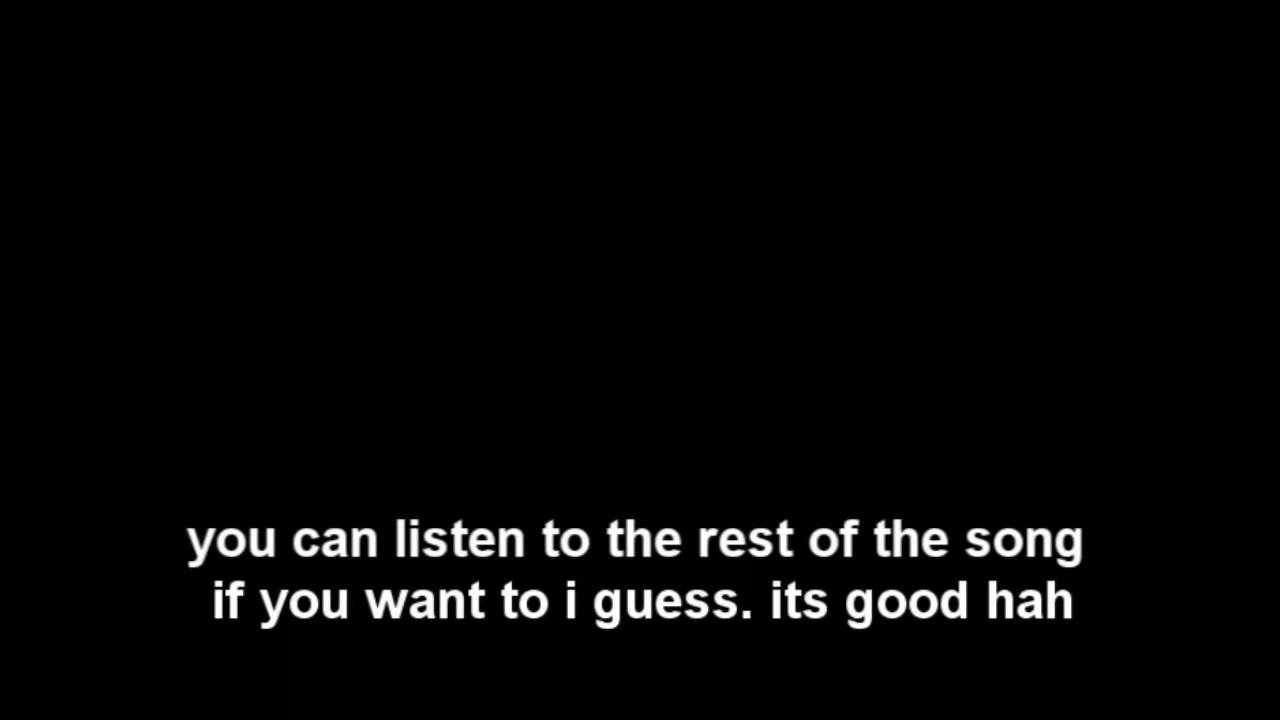 you can listen to the rest of the song
if you want to i guess. its good hah